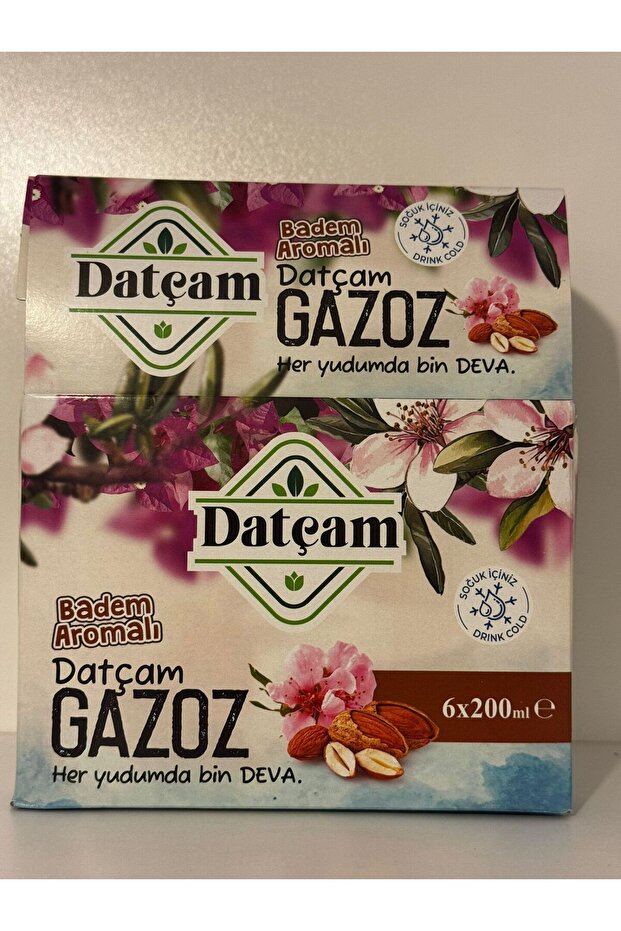 Datçam
Badem
Aromalı
Datçam
GAZOZ
Her yudumda bin DEVA.
SOĞUK İÇİNİZ
DRINK COLD
Datçam
Badem
Aromalı
Datçam
GAZOZ
Her yudumda bin DEVA.
SOĞUK İÇİNİZ
DRINK COLD
6x200ml ℮